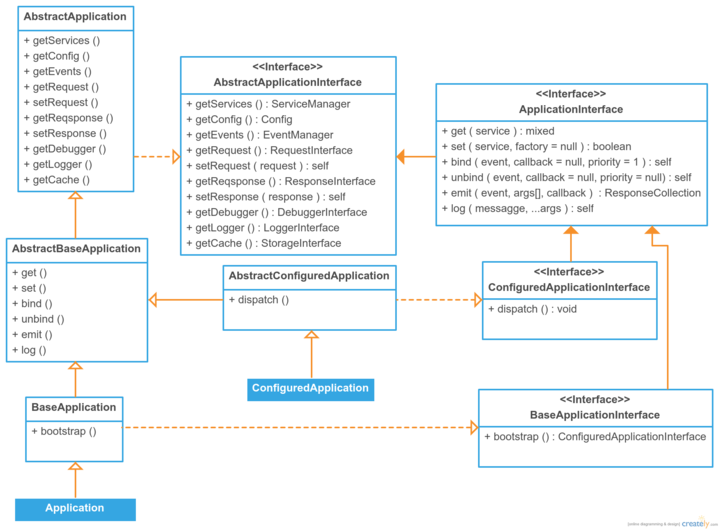 AbstractApplication
+ getServices ()
+ getConfig ()
+ getEvents ()
+ getRequest ()
+ setRequest ()
+ getReqsponse ()
+ setResponse ()
+ getDebugger ()
+ getLogger ()
+ getCache ()
<<Interface>>
AbstractApplicationInterface
+ getServices () : ServiceManager
+ getConfig () : Config
+ getEvents () : EventManager
+ getRequest () : RequestInterface
+ setRequest ( request ) : self
+ getReqsponse () : ResponseInterface
+ setResponse ( response ) : self
+ getDebugger () : DebuggerInterface
+ getLogger () : LoggerInterface
+ getCache () : StorageInterface
<<Interface>>
ApplicationInterface
+ get ( service ) : mixed
+ set ( service, factory = null ) : boolean
+ bind ( event, callback = null, priority = 1 ) : self
+ unbind ( event, callback = null, priority = null) : self
+ emit ( event, args[], callback ) : ResponseCollection
+ log ( messagge, ...args ) : self
AbstractBaseApplication
+ get ()
+ set ()
+ bind ()
+ unbind ()
+ emit ()
+ log ()
AbstractConfiguredApplication
+ dispatch ()
<<Interface>>
ConfiguredApplicationInterface
+ dispatch () : void
ConfiguredApplication
BaseApplication
+ bootstrap ()
<<Interface>>
BaseApplicationInterface
+ bootstrap () : ConfiguredApplicationInterface
Application
[online diagramming & design] creately.com